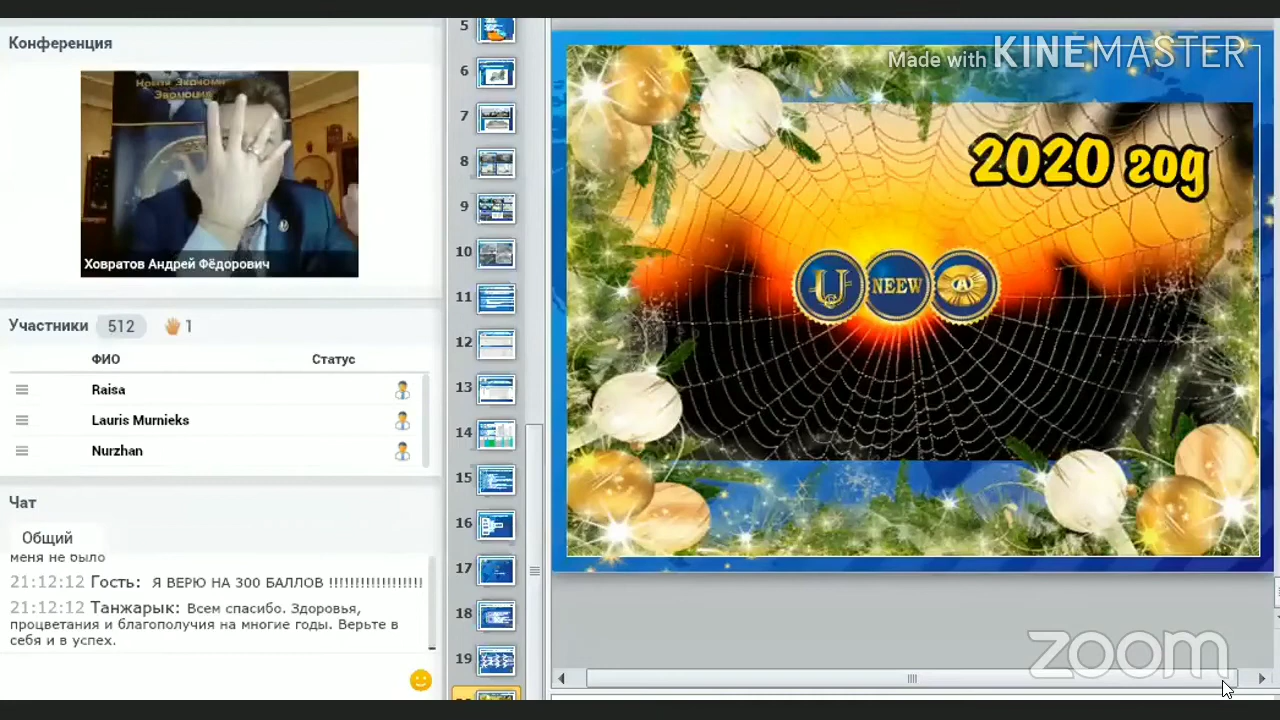 Конференция
Новая Экономи
Эволюция
Ховратов Андрей Фёдорович
Участники 512 1
ФИО Статус
Raisa
Lauris Murnieks
Nurzhan
Чат
Общий
меня не было
21:12:12 Гость: Я ВЕРЮ НА 300 БАЛЛОВ !!!!!!!!!!!!!!!!!!
21:12:12 Танжарык: Всем спасибо. Здоровья,
процветания и благополучия на многие годы. Верьте в
себя и в успех.
5
6
7
8
9
10
11
12
13
14
15
16
17
18
19
Made with KINEMASTER
2020 год
U NEEW A
zoom